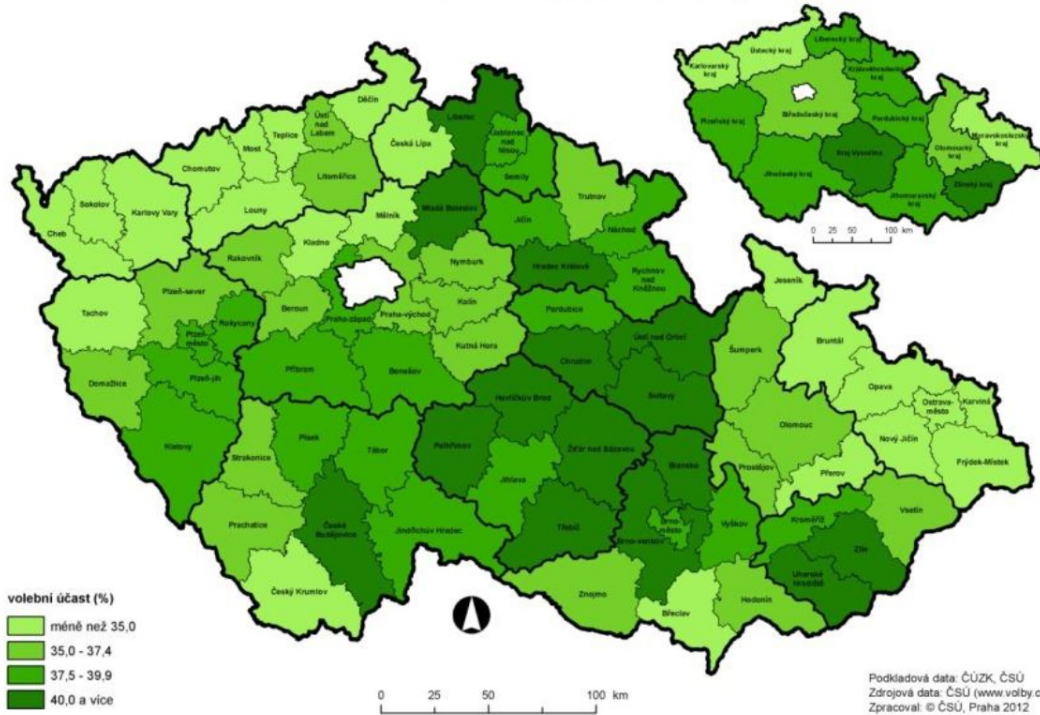 Karlovarský kraj
Ústecký kraj
Liberecký kraj
Královéhradecký kraj
Plzeňský kraj
Středočeský kraj
Pardubický kraj
Moravskoslezský kraj
Olomoucký kraj
Kraj Vysočina
Jihočeský kraj
Jihomoravský kraj
Zlínský kraj
0 25 50 100 km
Děčín
Ústí nad Labem
Liberec
Teplice
Jablonec nad Nisou
Most
Česká Lípa
Chomutov
Litoměřice
Semily
Sokolov
Karlovy Vary
Cheb
Louny
Mělník
Mladá Boleslav
Jičín
Trutnov
Náchod
Kladno
Rakovník
Nymburk
Hradec Králové
Rychnov nad Kněžnou
Jeseník
Plzeň-sever
Tachov
Beroun
Praha-západ
Praha-východ
Kolín
Pardubice
Rokycany
Plzeň-město
Kutná Hora
Ústí nad Orlicí
Šumperk
Bruntál
Domažlice
Plzeň-jih
Příbram
Benešov
Chrudim
Svitavy
Opava
Ostrava-město
Karviná
Havlíčkův Brod
Olomouc
Nový Jičín
Frýdek-Místek
Klatovy
Strakonice
Písek
Tábor
Pelhřimov
Žďár nad Sázavou
Blansko
Prostějov
Přerov
Jihlava
Vsetín
Prachatice
České Budějovice
Jindřichův Hradec
Třebíč
Brno-město
Brno-venkov
Vyškov
Kroměříž
Zlín
Uherské Hradiště
Český Krumlov
Znojmo
Břeclav
Hodonín
volební účast (%)
méně než 35,0
35,0 - 37,4
37,5 - 39,9
40,0 a více
0 25 50 100 km
Podkladová data: ČÚZK, ČSÚ
Zdrojová data: ČSÚ (www.volby.c
Zpracoval: © ČSÚ, Praha 2012